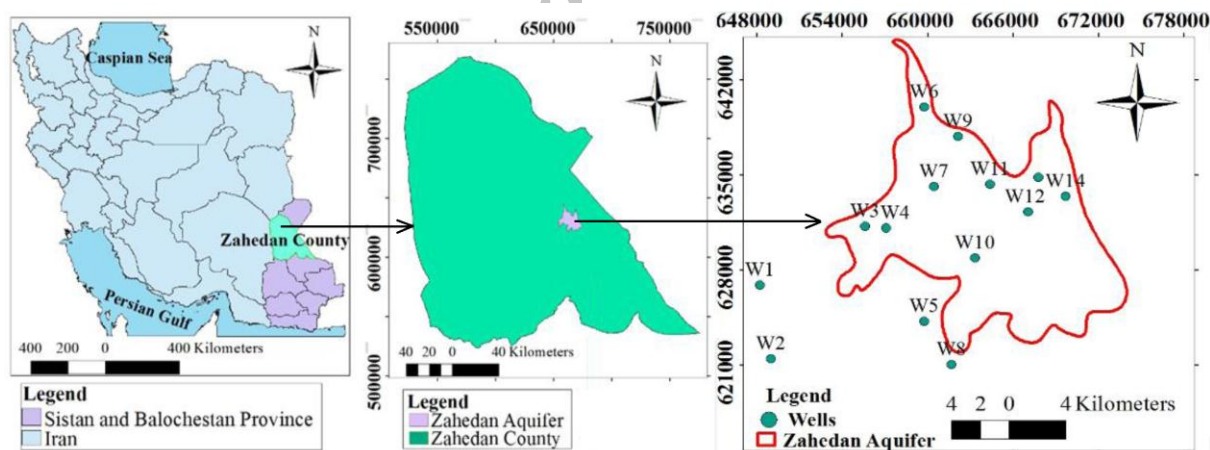 Caspian Sea
N
Zahedan County
Persian Gulf
400 200 0 400 Kilometers
Legend
Sistan and Balochestan Province
Iran
5500000 6500000 7500000
N
700000
600000
500000
40 20 0 40 Kilometers
Legend
Zahedan Aquifer
Zahedan County
648000 654000 660000 666000 672000 678000
N
642000
635000
628000
621000
W6
W9
W7
W11
W14
W12
W3 W4
W10
W1
W5
W2
W8
Legend
Wells
Zahedan Aquifer
4 2 0 4 Kilometers